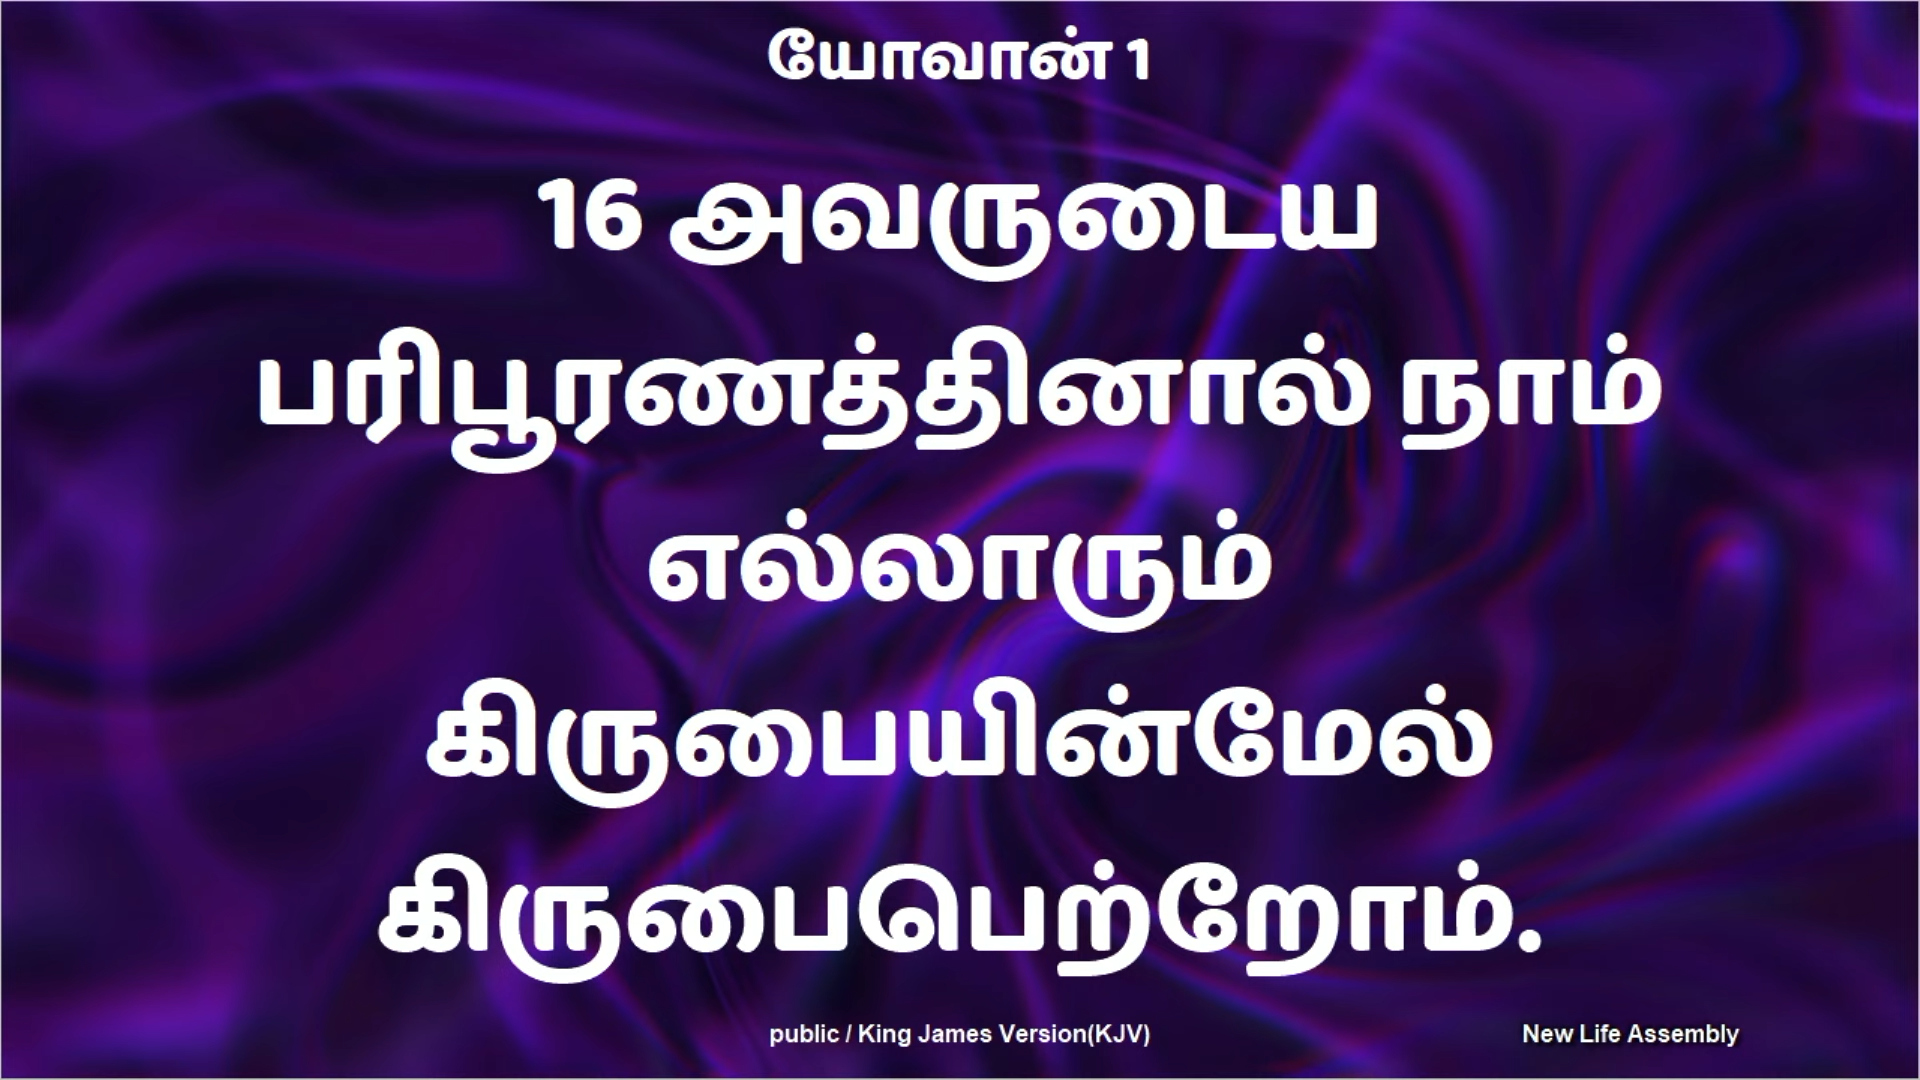 யோவான் 1
16 அவருடைய
பரிபூரணத்தினால் நாம்
எல்லாரும்
கிருபையின்மேல்
கிருபைபெற்றோம்.
public / King James Version(KJV)
New Life Assembly